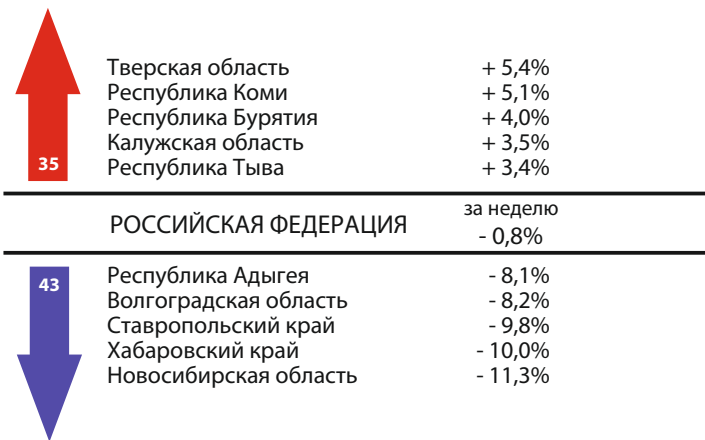 Тверская область + 5,4%
Республика Коми + 5,1%
Республика Бурятия + 4,0%
Калужская область + 3,5%
35 Республика Тыва + 3,4%
за неделю
РОССИЙСКАЯ ФЕДЕРАЦИЯ - 0,8%
43 Республика Адыгея - 8,1%
Волгоградская область - 8,2%
Ставропольский край - 9,8%
Хабаровский край - 10,0%
Новосибирская область - 11,3%